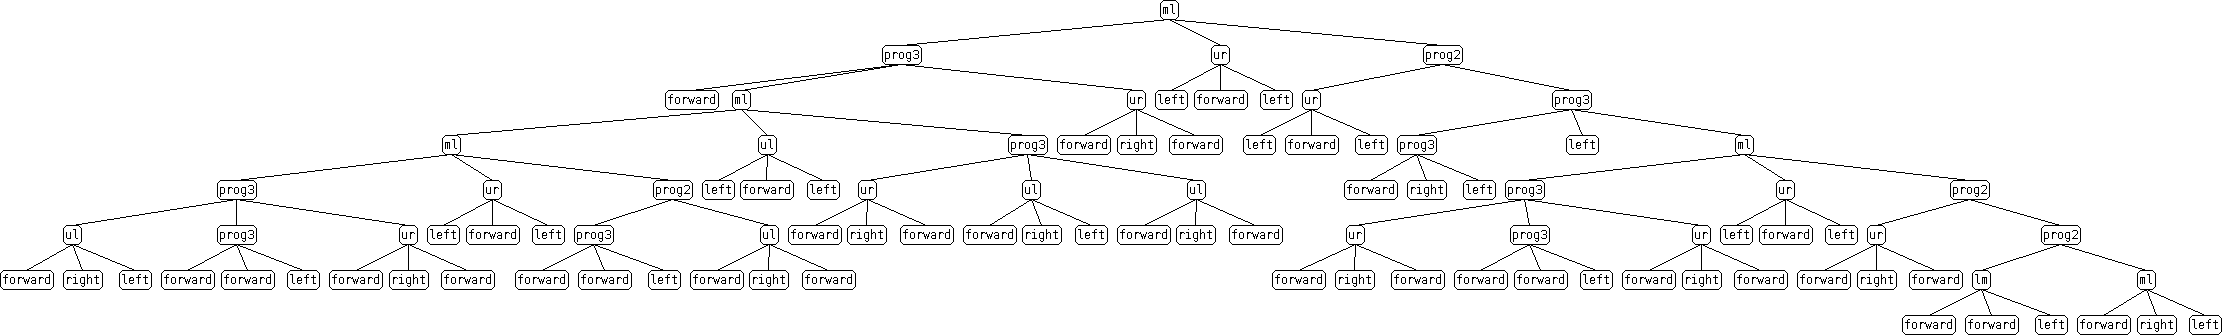 ml
prog3 ur prog2
forward ml ur left forward left ur prog3
ml ul prog3 forward right forward left forward left prog3 left ml
prog3 ur prog2 left forward left ur ul ul forward right left prog3 ur prog2
ul prog3 ur left forward left prog3 ul forward right forward forward right left forward right forward ur prog3 ur left forward left ur prog2
forward right left forward forward left forward right forward forward forward left forward right forward forward right forward forward forward left forward right forward forward right forward lm ml
forward forward left forward right left